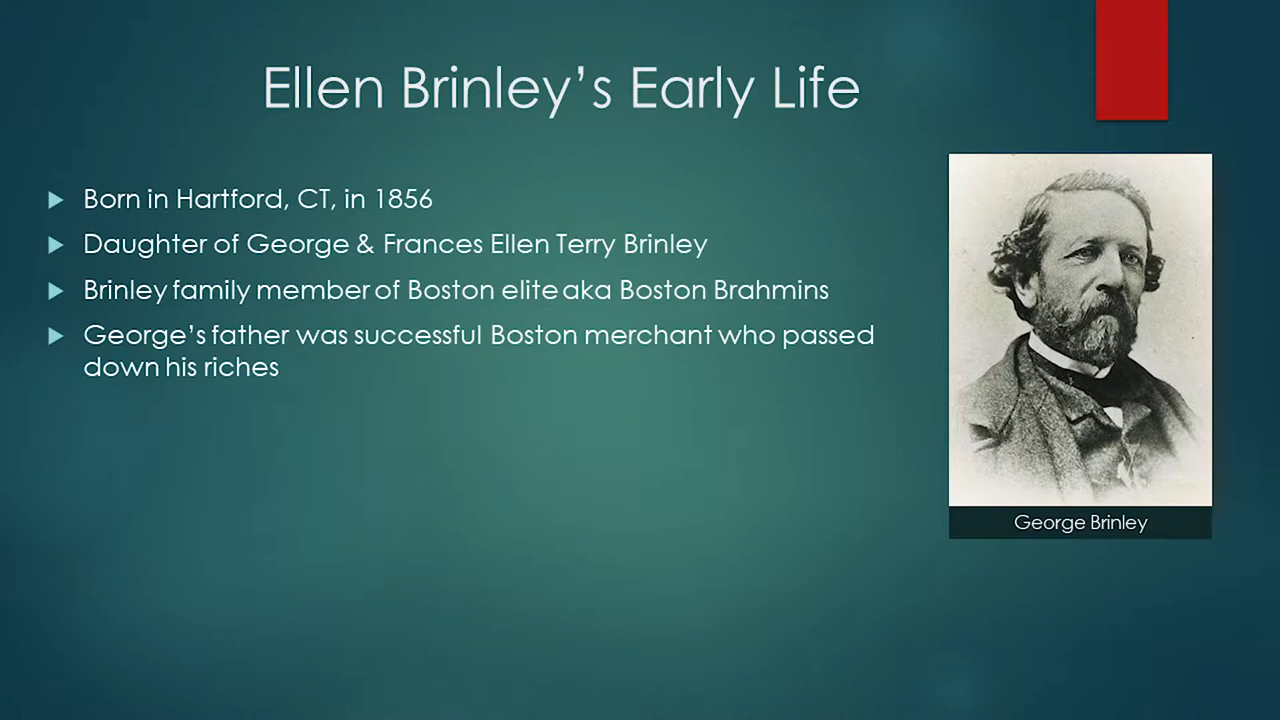 Ellen Brinley’s Early Life
Born in Hartford, CT, in 1856
Daughter of George & Frances Ellen Terry Brinley
Brinley family member of Boston elite aka Boston Brahmins
George’s father was successful Boston merchant who passed
down his riches
George Brinley